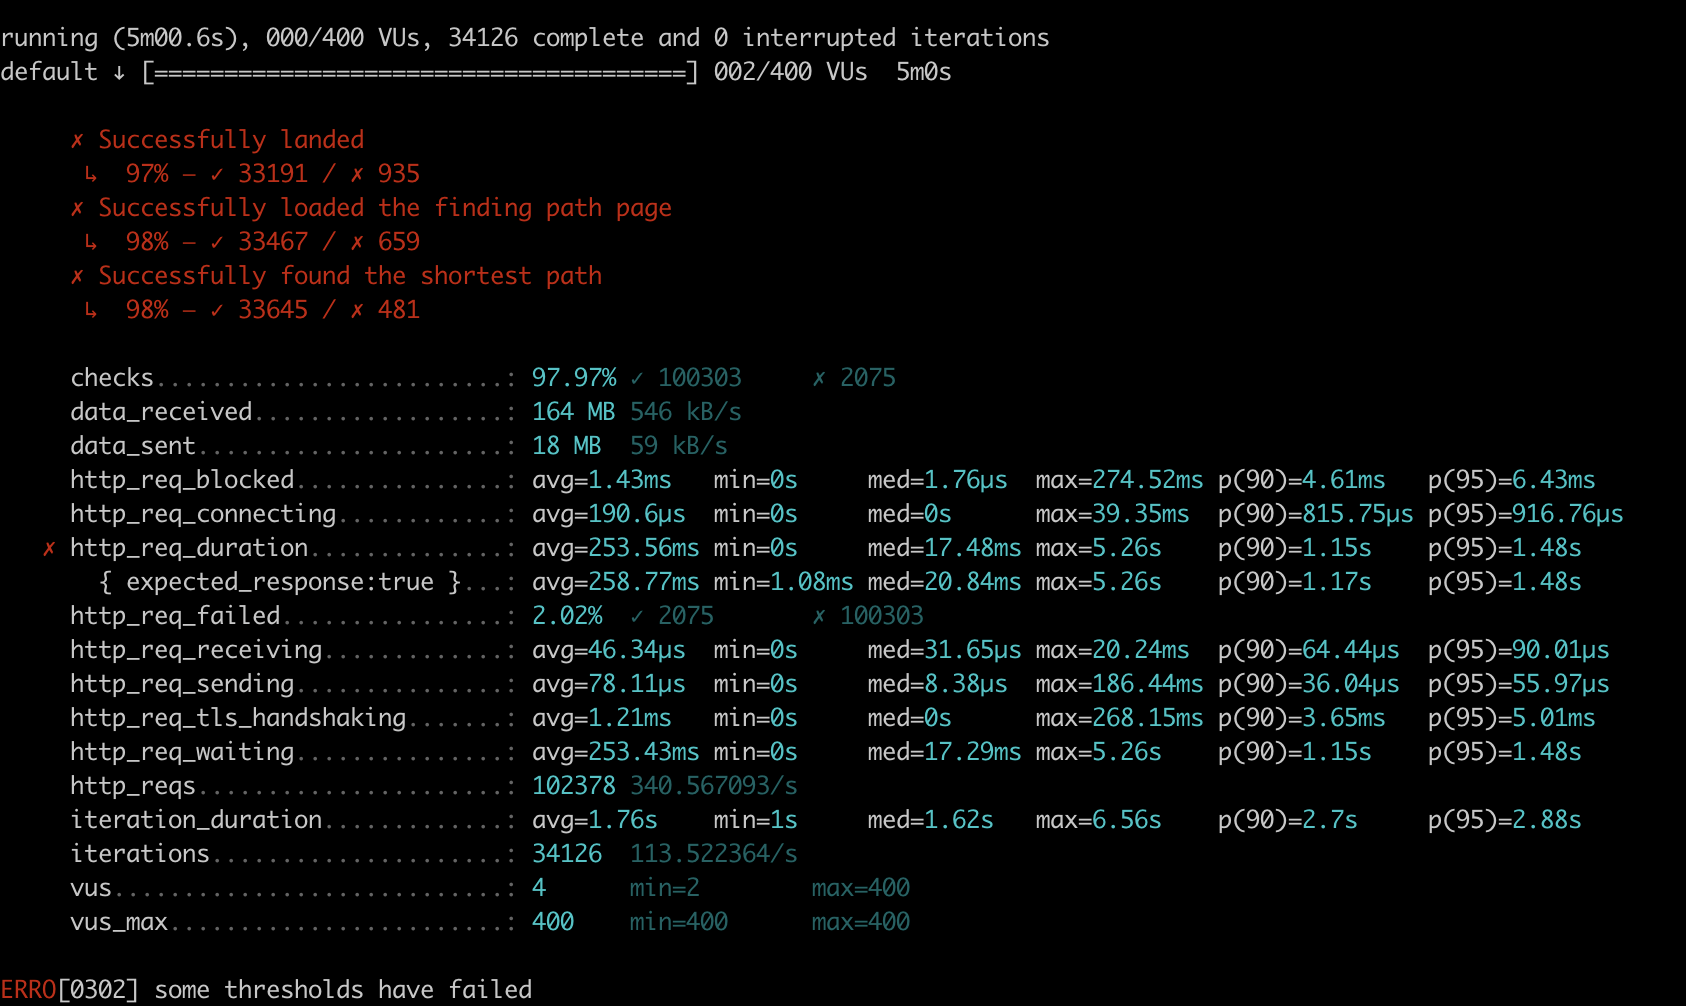 running (5m00.6s), 000/400 VUs, 34126 complete and 0 interrupted iterations
default ↓ [======================================] 002/400 VUs  5m0s
✗ Successfully landed
↳  97% — ✓ 33191 / ✗ 935
✗ Successfully loaded the finding path page
↳  98% — ✓ 33467 / ✗ 659
✗ Successfully found the shortest path
↳  98% — ✓ 33645 / ✗ 481
checks.........................: 97.97% ✓ 100303     ✗ 2075
data_received..................: 164 MB 546 kB/s
data_sent......................: 18 MB  59 kB/s
http_req_blocked...............: avg=1.43ms   min=0s     med=1.76µs  max=274.52ms p(90)=4.61ms   p(95)=6.43ms
http_req_connecting............: avg=190.6µs  min=0s     med=0s      max=39.35ms  p(90)=815.75µs p(95)=916.76µs
✗ http_req_duration..............: avg=253.56ms min=0s     med=17.48ms max=5.26s    p(90)=1.15s    p(95)=1.48s
{ expected_response:true }...: avg=258.77ms min=1.08ms med=20.84ms max=5.26s    p(90)=1.17s    p(95)=1.48s
http_req_failed................: 2.02%  ✓ 2075       ✗ 100303
http_req_receiving.............: avg=46.34µs  min=0s     med=31.65µs max=20.24ms  p(90)=64.44µs  p(95)=90.01µs
http_req_sending...............: avg=78.11µs  min=0s     med=8.38µs  max=186.44ms p(90)=36.04µs  p(95)=55.97µs
http_req_tls_handshaking.......: avg=1.21ms   min=0s     med=0s      max=268.15ms p(90)=3.65ms   p(95)=5.01ms
http_req_waiting...............: avg=253.43ms min=0s     med=17.29ms max=5.26s    p(90)=1.15s    p(95)=1.48s
http_reqs......................: 102378 340.567093/s
iteration_duration.............: avg=1.76s    min=1s     med=1.62s   max=6.56s    p(90)=2.7s     p(95)=2.88s
iterations.....................: 34126  113.522364/s
vus............................: 4      min=2        max=400
vus_max........................: 400    min=400      max=400
ERRO[0302] some thresholds have failed